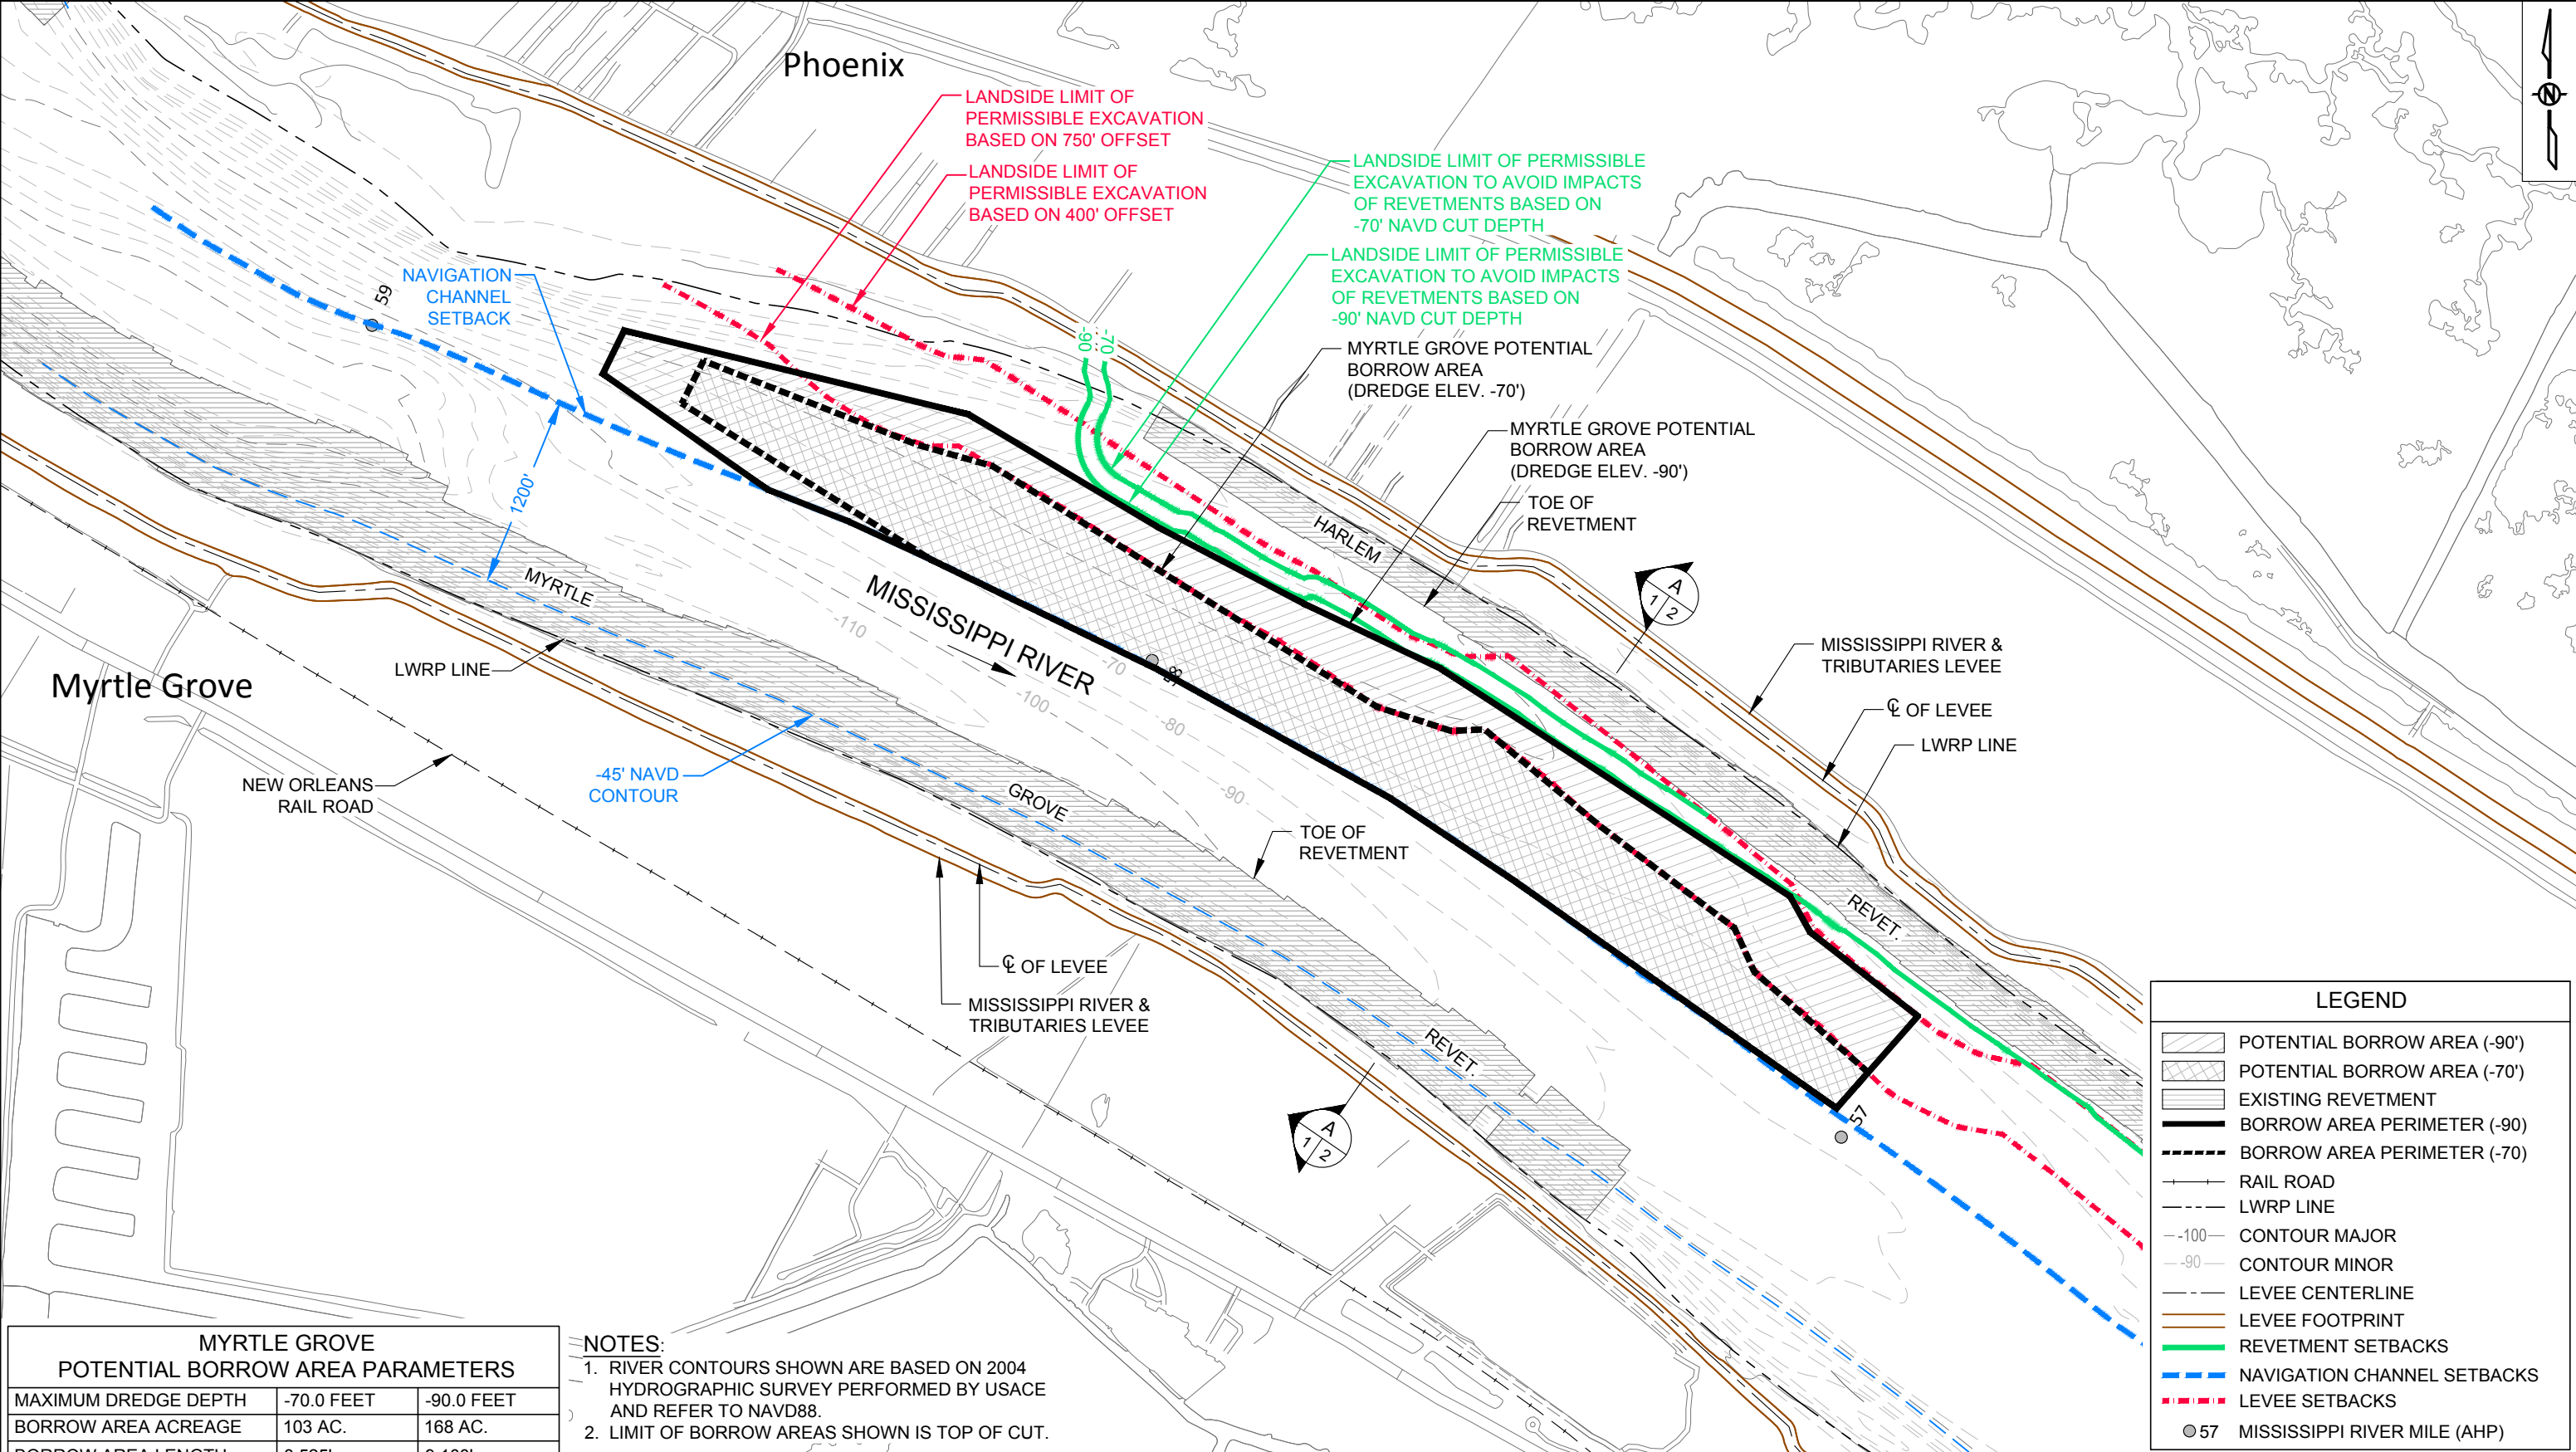 Phoenix
N
LANDSIDE LIMIT OF
PERMISSIBLE EXCAVATION
BASED ON 750' OFFSET
LANDSIDE LIMIT OF
PERMISSIBLE EXCAVATION
BASED ON 400' OFFSET
LANDSIDE LIMIT OF PERMISSIBLE
EXCAVATION TO AVOID IMPACTS
OF REVETMENTS BASED ON
-70' NAVD CUT DEPTH
LANDSIDE LIMIT OF PERMISSIBLE
EXCAVATION TO AVOID IMPACTS
OF REVETMENTS BASED ON
-90' NAVD CUT DEPTH
NAVIGATION
CHANNEL
SETBACK
59
-90
-70
MYRTLE GROVE POTENTIAL
BORROW AREA
(DREDGE ELEV. -70')
MYRTLE GROVE POTENTIAL
BORROW AREA
(DREDGE ELEV. -90')
TOE OF
REVETMENT
1200'
HARLEM
MYRTLE
A
1
2
MISSISSIPPI RIVER
-110
-70
-100
-80
-90
58
LWRP LINE
Myrtle Grove
MISSISSIPPI RIVER &
TRIBUTARIES LEVEE
℄ OF LEVEE
LWRP LINE
NEW ORLEANS
RAIL ROAD
-45' NAVD
CONTOUR
GROVE
TOE OF
REVETMENT
REVET.
℄ OF LEVEE
MISSISSIPPI RIVER &
TRIBUTARIES LEVEE
REVET.
A
1
2
57
LEGEND
POTENTIAL BORROW AREA (-90')
POTENTIAL BORROW AREA (-70')
EXISTING REVETMENT
BORROW AREA PERIMETER (-90)
BORROW AREA PERIMETER (-70)
RAIL ROAD
LWRP LINE
-100 CONTOUR MAJOR
-90 CONTOUR MINOR
LEVEE CENTERLINE
LEVEE FOOTPRINT
REVETMENT SETBACKS
NAVIGATION CHANNEL SETBACKS
LEVEE SETBACKS
57 MISSISSIPPI RIVER MILE (AHP)
MYRTLE GROVE
POTENTIAL BORROW AREA PARAMETERS
MAXIMUM DREDGE DEPTH -70.0 FEET -90.0 FEET
BORROW AREA ACREAGE 103 AC. 168 AC.
BORROW AREA LENGTH
NOTES:
1. RIVER CONTOURS SHOWN ARE BASED ON 2004
HYDROGRAPHIC SURVEY PERFORMED BY USACE
AND REFER TO NAVD88.
2. LIMIT OF BORROW AREAS SHOWN IS TOP OF CUT.